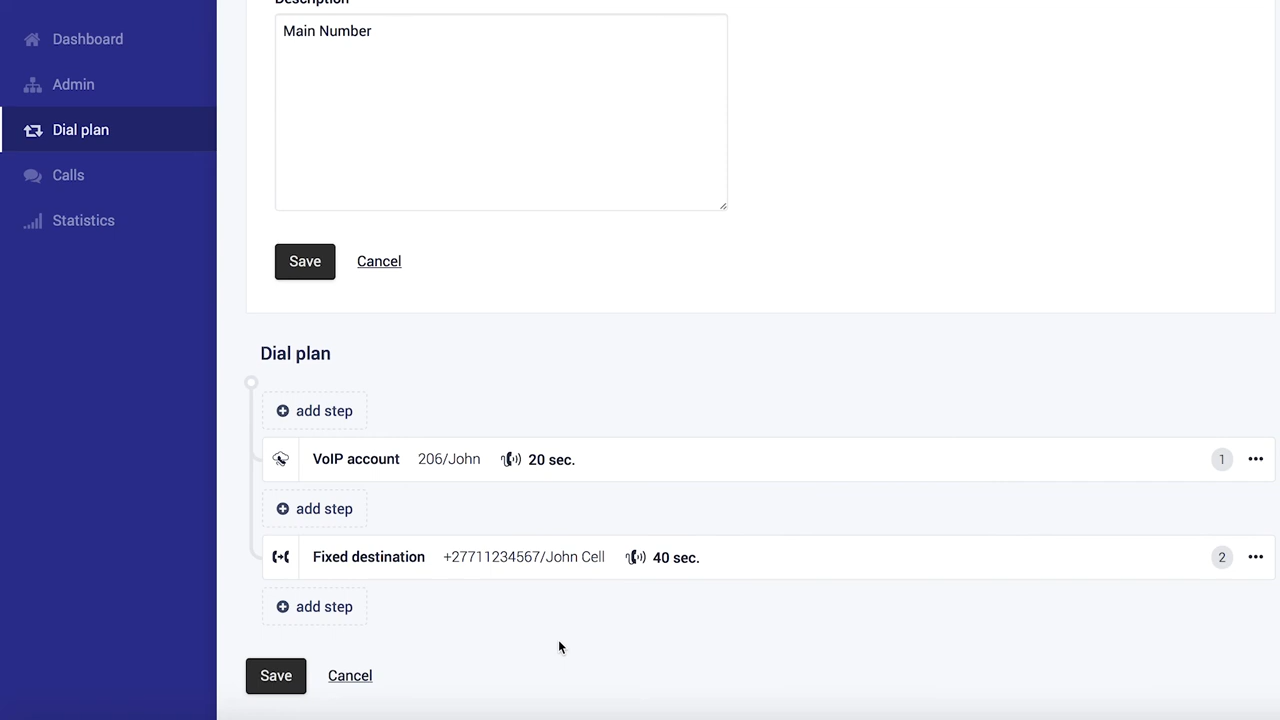 Description
Main Number
Dashboard
Admin
Dial plan
Calls
Statistics
Save
Cancel
Dial plan
add step
VoIP account 206/John 20 sec. 1
add step
Fixed destination +27711234567/John Cell 40 sec. 2
add step
Save
Cancel